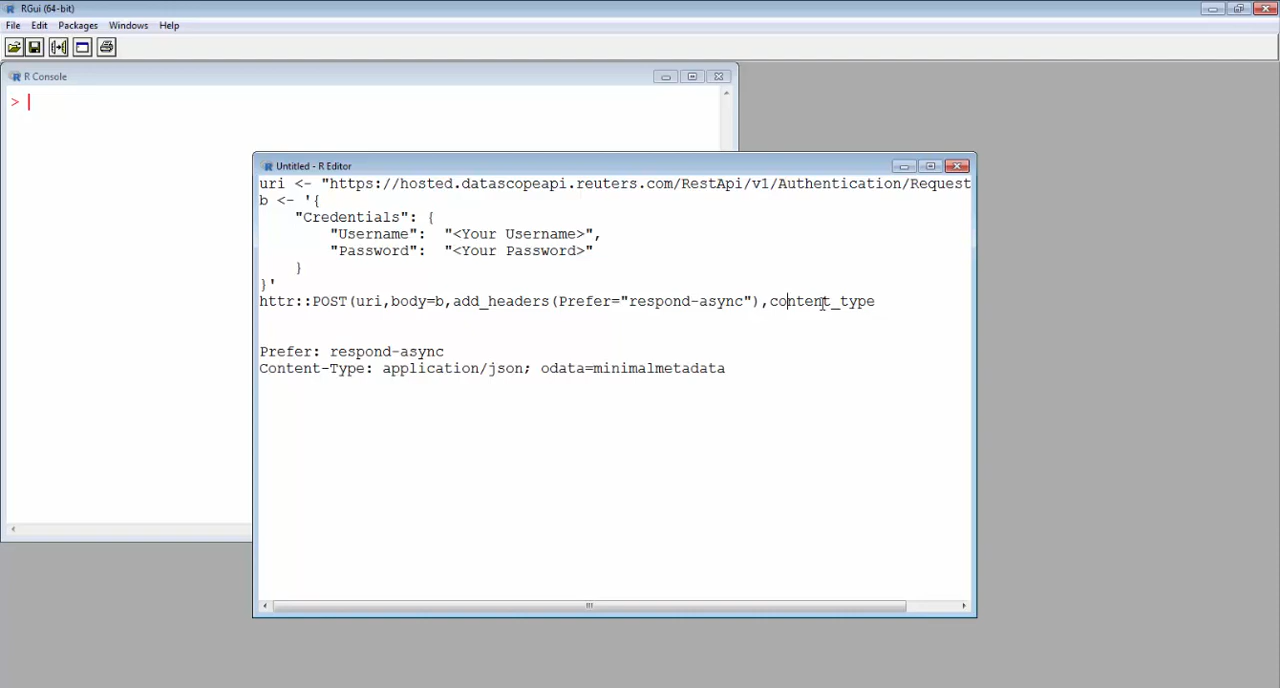 RGui (64-bit)
File Edit Packages Windows Help
R Console
>
Untitled - R Editor
uri <- "https://hosted.datascopeapi.reuters.com/RestApi/v1/Authentication/Request
b <- '{
"Credentials": {
"Username": "<Your Username>",
"Password": "<Your Password>"
}
}'
httr::POST(uri,body=b,add_headers(Prefer="respond-async"),content_type
Prefer: respond-async
Content-Type: application/json; odata=minimalmetadata